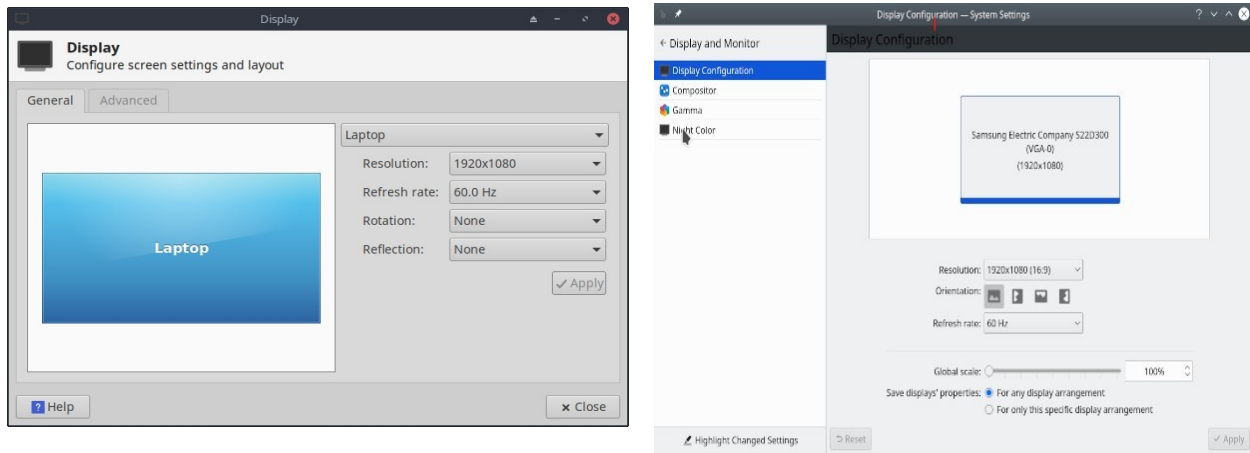 Display
Display
Configure screen settings and layout
General Advanced
Laptop
Laptop
Resolution: 1920x1080
Refresh rate: 60.0 Hz
Rotation: None
Reflection: None
Apply
Help
Close
Display Configuration — System Settings
Display and Monitor
Display Configuration
Compositor
Gamma
Night Color
Highlight Changed Settings
Display Configuration
Samsung Electric Company S22D300
(VGA-0)
(1920x1080)
Resolution: 1920x1080 (16:9)
Orientation:
Refresh rate: 60 Hz
Global scale: 100%
Save displays' properties: For any display arrangement
For only this specific display arrangement
Reset
Apply